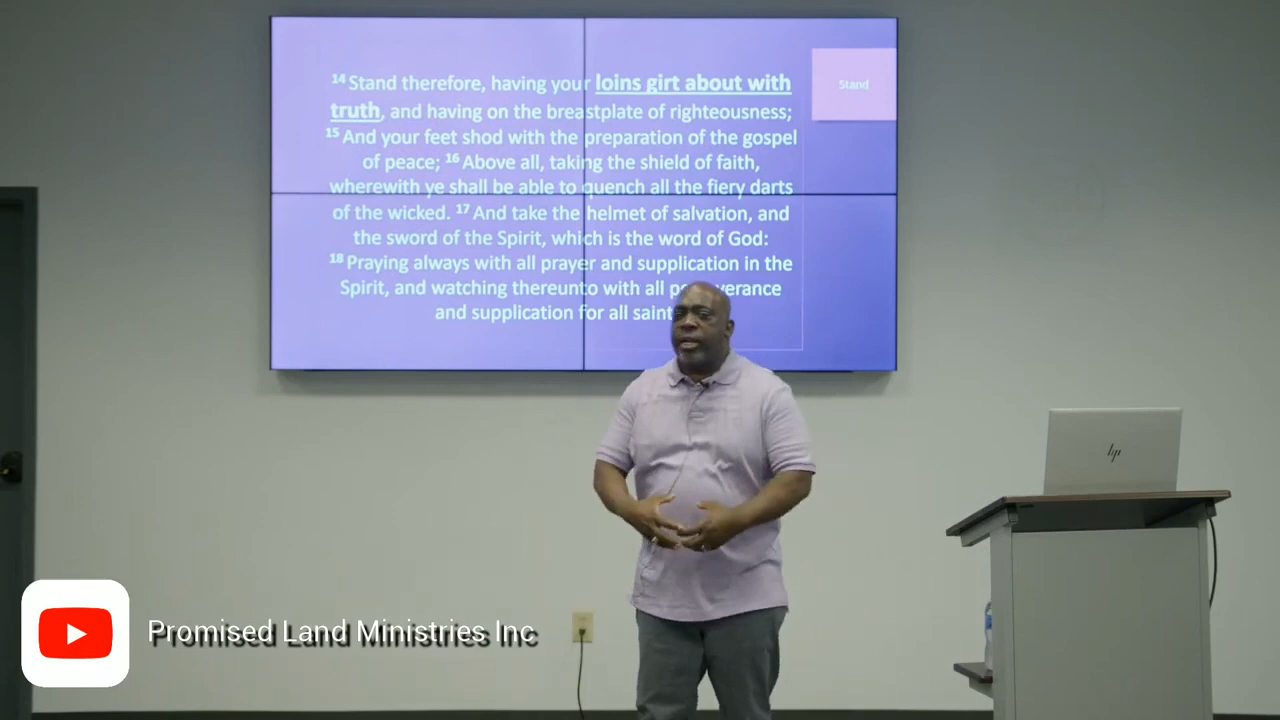 14 Stand therefore, having your loins girt about with
truth, and having on the breastplate of righteousness;
15 And your feet shod with the preparation of the gospel
of peace; 16 Above all, taking the shield of faith,
wherewith ye shall be able to quench all the fiery darts
of the wicked. 17 And take the helmet of salvation, and
the sword of the Spirit, which is the word of God:
18 Praying always with all prayer and supplication in the
Spirit, and watching thereunto with all
and supplication for all
Stand
hp
Promised Land Ministries Inc